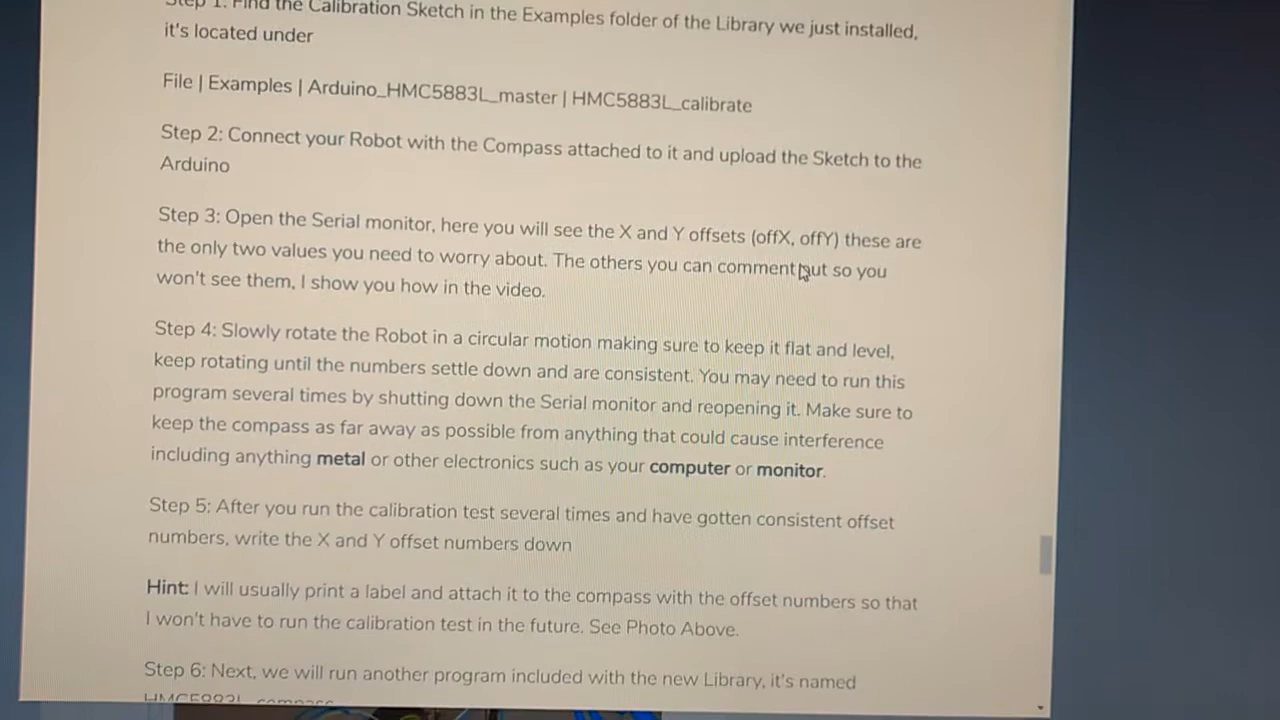 Step 1: Find the Calibration Sketch in the Examples folder of the Library we just installed,
it's located under
File | Examples | Arduino_HMC5883L_master | HMC5883L_calibrate
Step 2: Connect your Robot with the Compass attached to it and upload the Sketch to the
Arduino
Step 3: Open the Serial monitor, here you will see the X and Y offsets (offX, offY) these are
the only two values you need to worry about. The others you can comment out so you
won't see them, I show you how in the video.
Step 4: Slowly rotate the Robot in a circular motion making sure to keep it flat and level,
keep rotating until the numbers settle down and are consistent. You may need to run this
program several times by shutting down the Serial monitor and reopening it. Make sure to
keep the compass as far away as possible from anything that could cause interference
including anything metal or other electronics such as your computer or monitor.
Step 5: After you run the calibration test several times and have gotten consistent offset
numbers, write the X and Y offset numbers down
Hint: I will usually print a label and attach it to the compass with the offset numbers so that
I won't have to run the calibration test in the future. See Photo Above.
Step 6: Next, we will run another program included with the new Library, it's named
HMC5883L_compass